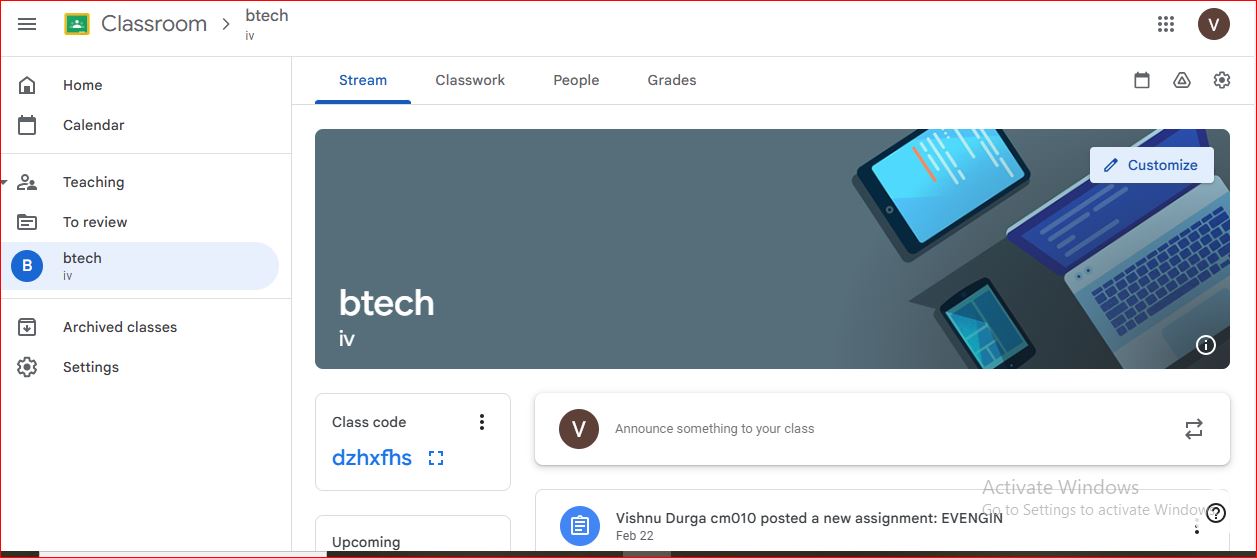 Classroom
btech
iv
V
Home
Calendar
Teaching
To review
B
btech
iv
Archived classes
Settings
Stream
Classwork
People
Grades
Customize
btech
iv
Class code
dzhxfhs
V
Announce something to your class
Activate Windows
Go to Settings to activate Windows
Vishnu Durga cm010 posted a new assignment: EVENGIN
Feb 22
Upcoming